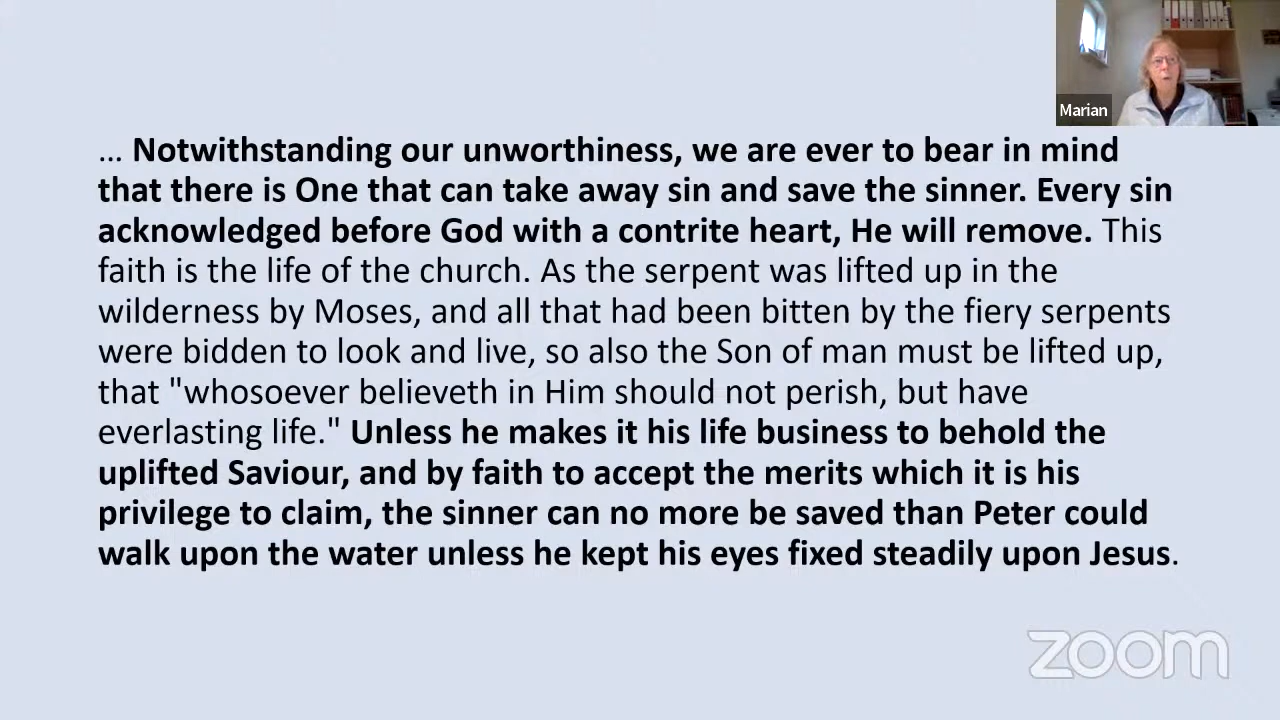 Marian
... Notwithstanding our unworthiness, we are ever to bear in mind
that there is One that can take away sin and save the sinner. Every sin
acknowledged before God with a contrite heart, He will remove. This
faith is the life of the church. As the serpent was lifted up in the
wilderness by Moses, and all that had been bitten by the fiery serpents
were bidden to look and live, so also the Son of man must be lifted up,
that "whosoever believeth in Him should not perish, but have
everlasting life." Unless he makes it his life business to behold the
uplifted Saviour, and by faith to accept the merits which it is his
privilege to claim, the sinner can no more be saved than Peter could
walk upon the water unless he kept his eyes fixed steadily upon Jesus.
zoom